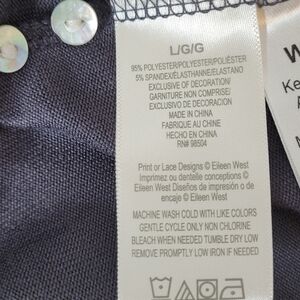 L/G/G
95% POLYESTER/POLYESTER/POLIÉSTER
5% SPANDEX/ÉLASTHANNE/ELASTANO
EXCLUSIVE OF DECORATION/
GARNITURE NON COMPRISE/
EXCLUSIVO DE DECORACIÓN
MADE IN CHINA
FABRIQUE AU CHINE
HECHO EN CHINA
RN# 98504
Print or Lace Designs © Eileen West
Imprimez ou dentelle conceptions ©
Eileen West Diseños de impresión o
de encaje © Eileen West
MACHINE WASH COLD WITH LIKE COLORS
GENTLE CYCLE ONLY NON CHLORINE
BLEACH WHEN NEEDED TUMBLE DRY LOW
REMOVE PROMPTLY LOW IRON IF NEEDED
W
Ke